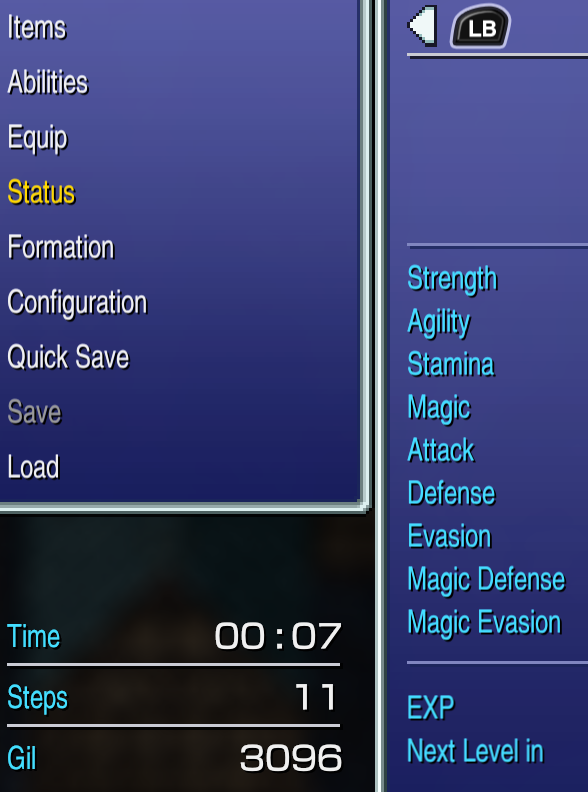 Items
Abilities
Equip
Status
Formation
Configuration
Quick Save
Save
Load
Time 00:07
Steps 11
Gil 3096
LB
Strength
Agility
Stamina
Magic
Attack
Defense
Evasion
Magic Defense
Magic Evasion
EXP
Next Level in